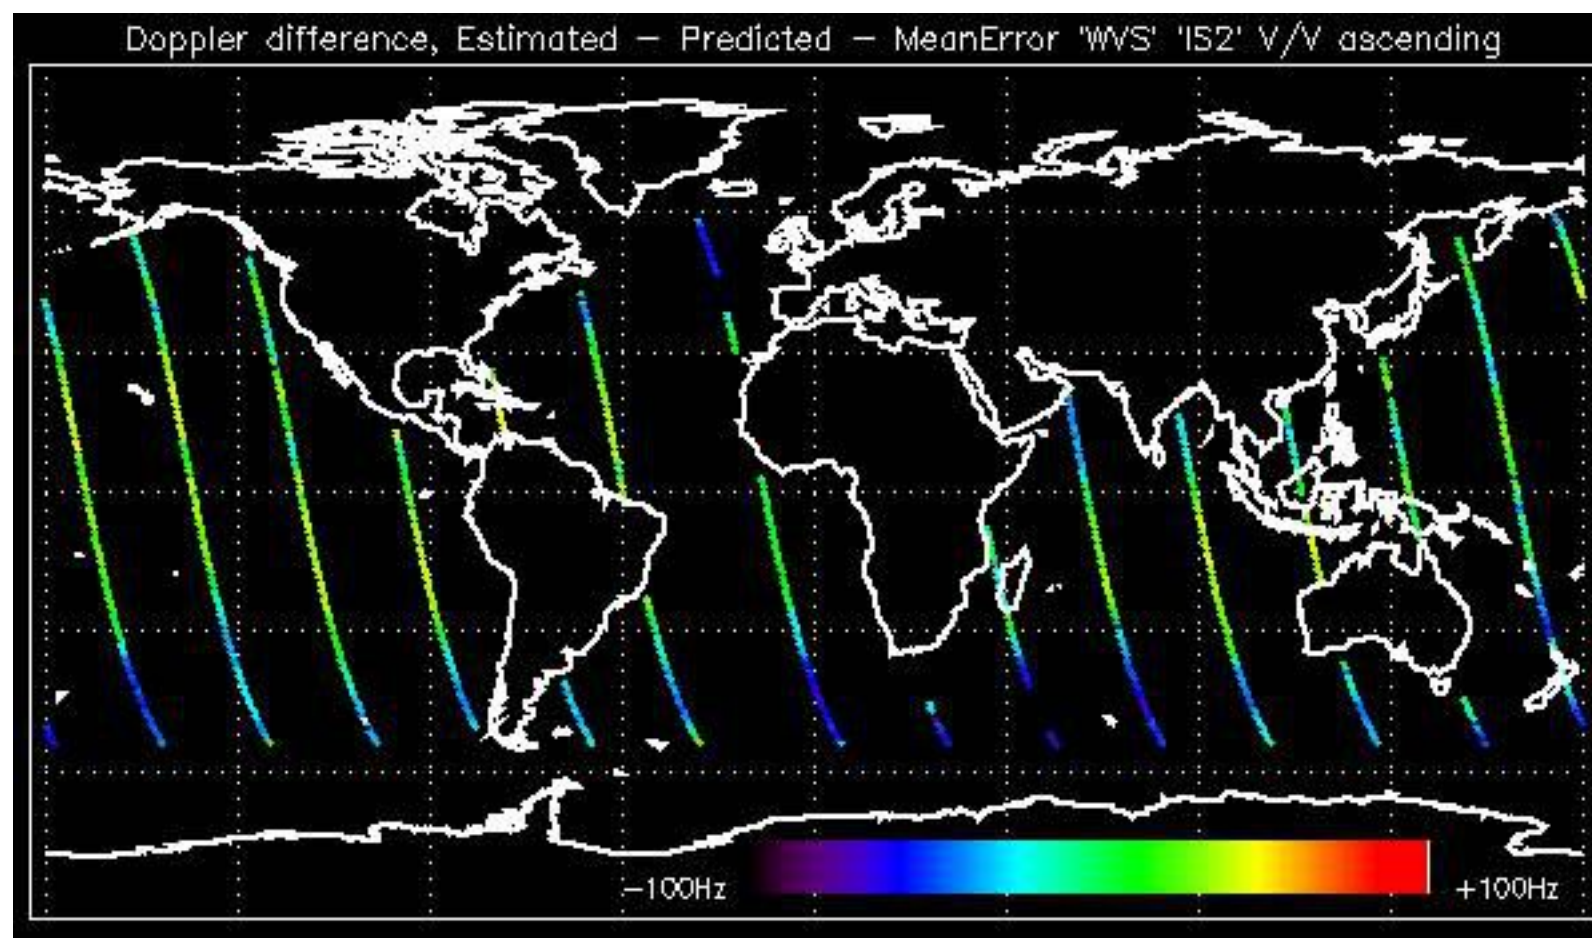 Doppler difference, Estimated – Predicted – MeanError 'WVS' 'IS2' V/V ascending
−100Hz +100Hz